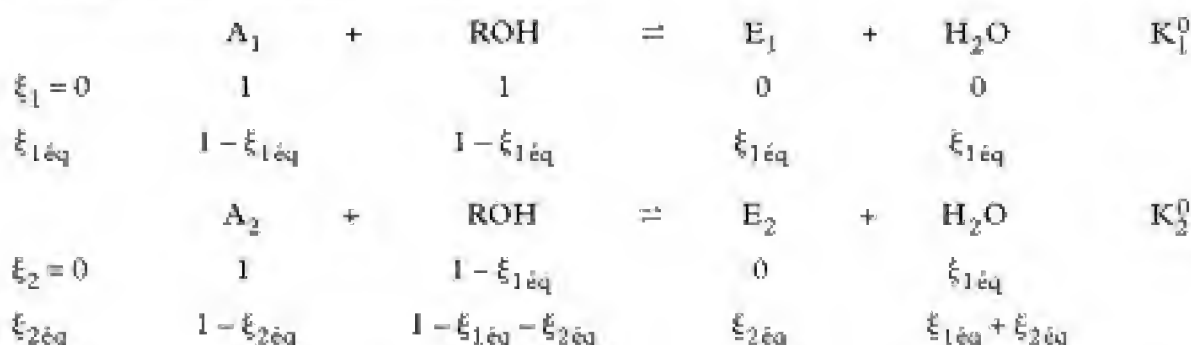 A₁ + ROH ⇌ E₁ + H₂O K₁⁰
ξ₁ = 0 1 1 0 0
ξ₁éq 1 – ξ₁éq 1 – ξ₁éq ξ₁éq ξ₁éq
A₂ + ROH ⇌ E₂ + H₂O K₂⁰
ξ₂ = 0 1 1 – ξ₁éq 0 ξ₁éq
ξ₂éq 1 – ξ₂éq 1 – ξ₁éq – ξ₂éq ξ₂éq ξ₁éq + ξ₂éq